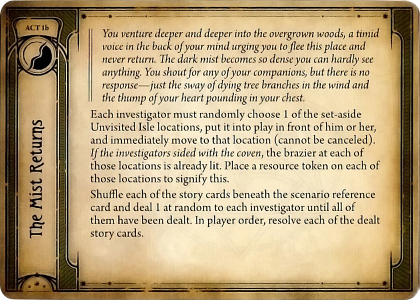 ACT 1b
The Mist Returns
You venture deeper and deeper into the overgrown woods, a timid
voice in the back of your mind urging you to flee this place and
never return. The dark mist becomes so dense you can hardly see
anything. You shout for any of your companions, but there is no
response—just the sway of dying tree branches in the wind and
the thump of your heart pounding in your chest.
Each investigator must randomly choose 1 of the set-aside
Unvisited Isle locations, put it into play in front of him or her,
and immediately move to that location (cannot be canceled).
If the investigators sided with the coven, the brazier at each of
those locations is already lit. Place a resource token on each of
those locations to signify this.
Shuffle each of the story cards beneath the scenario reference
card and deal 1 at random to each investigator until all of
them have been dealt. In player order, resolve each of the dealt
story cards.